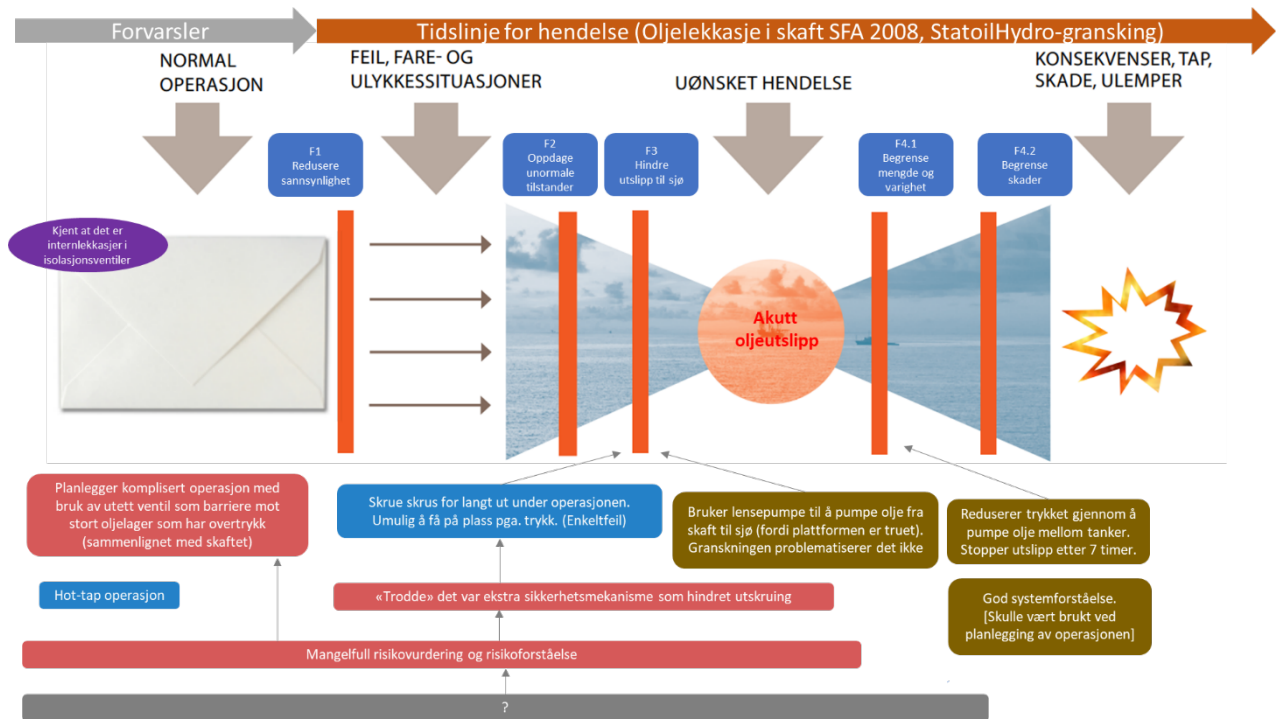 Forvarsler
Tidslinje for hendelse (Oljelekkasje i skaft SFA 2008, StatoilHydro-gransking)
NORMAL
OPERASJON
FEIL, FARE- OG
ULYKKESSITUASJONER
UØNSKET HENDELSE
KONSEKVENSER, TAP,
SKADE, ULEMPER
F1
Redusere
sannsynlighet
F2
Oppdage
unormale
tilstander
F3
Hindre
utslipp til sjø
F4.1
Begrense
mengde og
varighet
F4.2
Begrense
skader
Kjent at det er
internlekkasjer i
isolasjonsventiler
Akutt
oljeutslipp
Planlegger komplisert operasjon med
bruk av utett ventil som barriere mot
stort oljelager som har overtrykk
(sammenlignet med skaftet)
Skrue skrus for langt ut under operasjonen.
Umulig å få på plass pga. trykk. (Enkeltfeil)
Bruker lensepumpe til å pumpe olje fra
skaft til sjø (fordi plattformen er truet).
Granskningen problematiserer det ikke
Reduserer trykket gjennom å
pumpe olje mellom tanker.
Stopper utslipp etter 7 timer.
Hot-tap operasjon
«Trodde» det var ekstra sikkerhetsmekanisme som hindret utskruing
God systemforståelse.
[Skulle vært brukt ved
planlegging av operasjonen]
Mangelfull risikovurdering og risikoforståelse
?